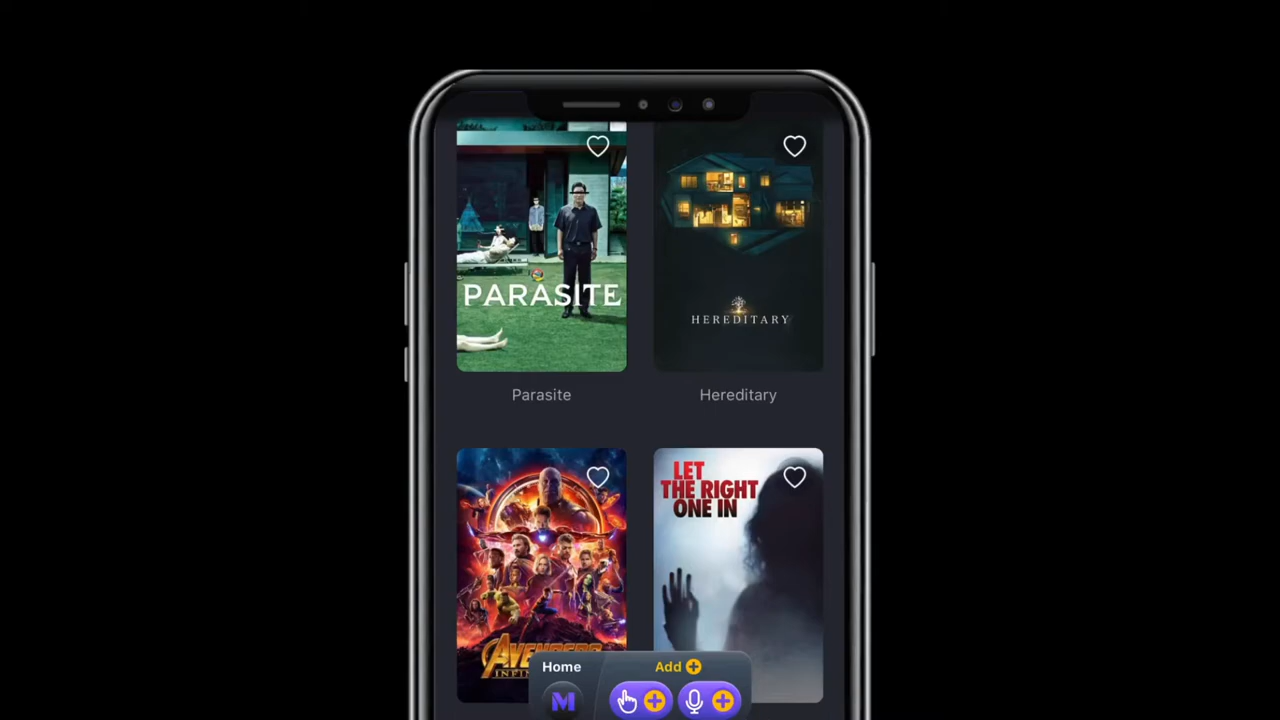 PARASITE
HEREDITARY
Parasite
Hereditary
LET
THE RIGHT
ONE IN
AVENGERS
Home
Add
M